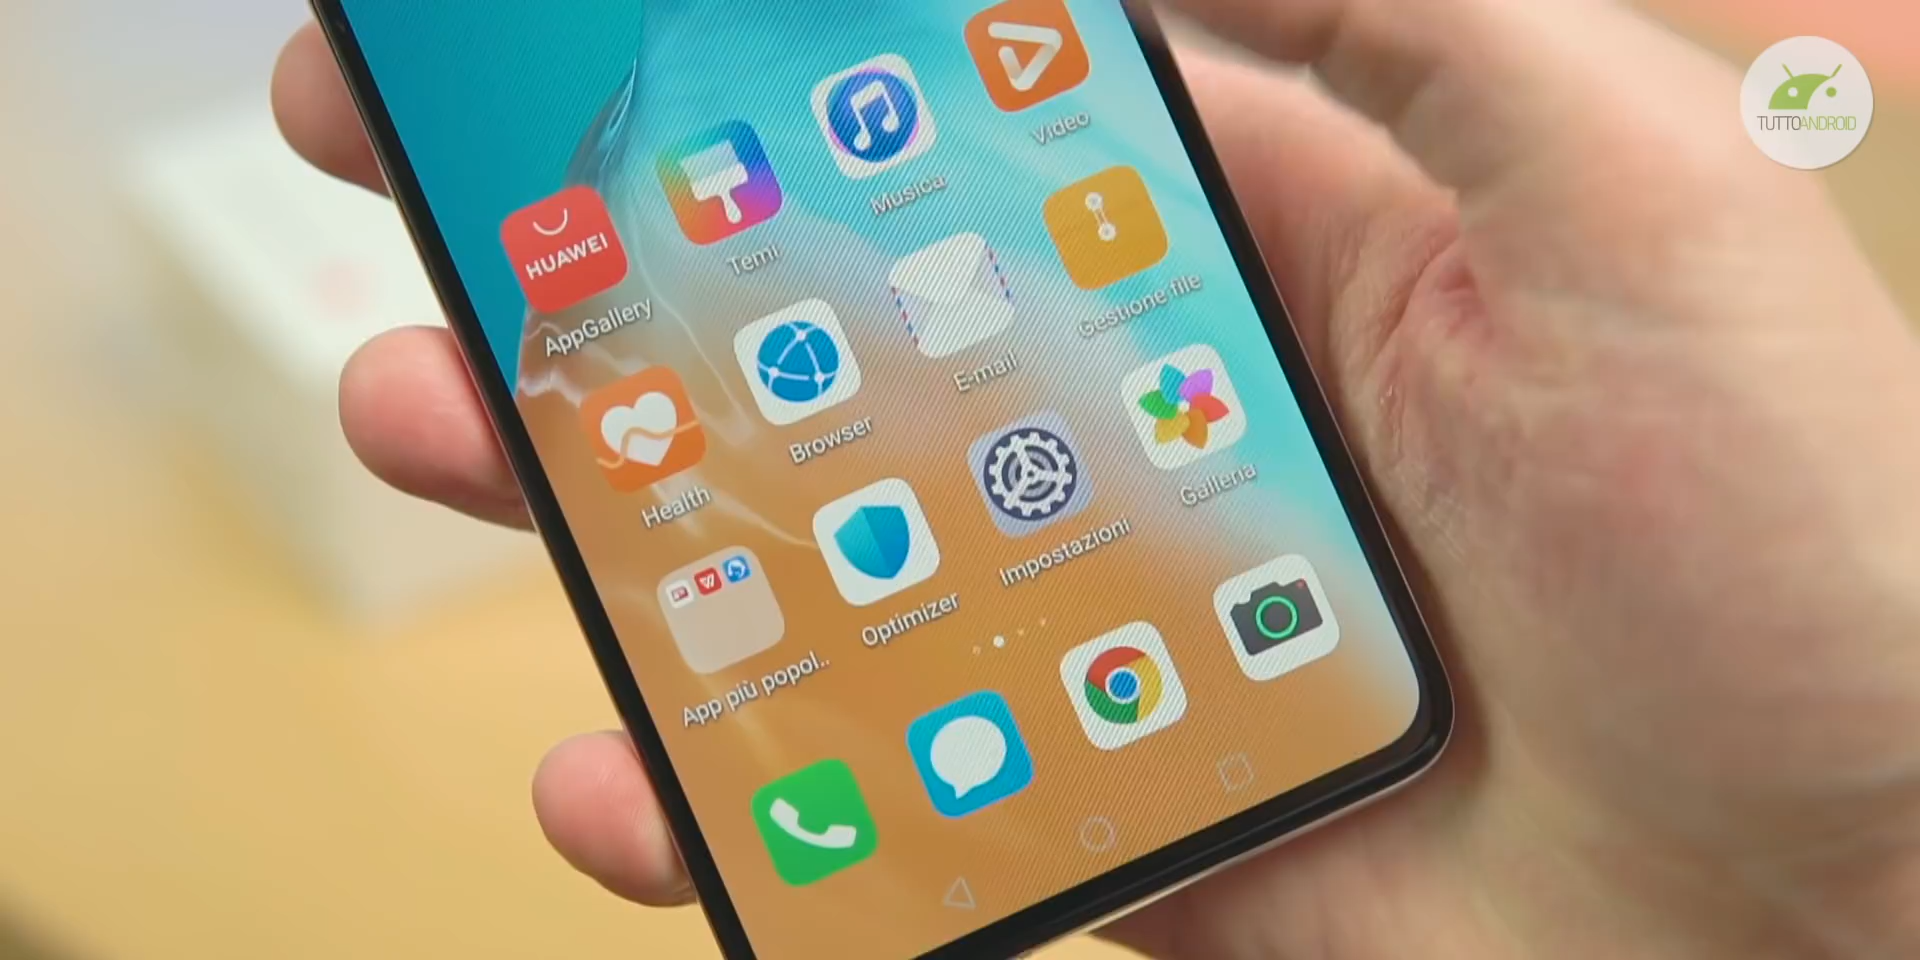 Video
Musica
Temi
HUAWEI
AppGallery
Gestione file
E-mail
Browser
Health
Galleria
Impostazioni
Optimizer
App più popol..
TUTTOANDROID